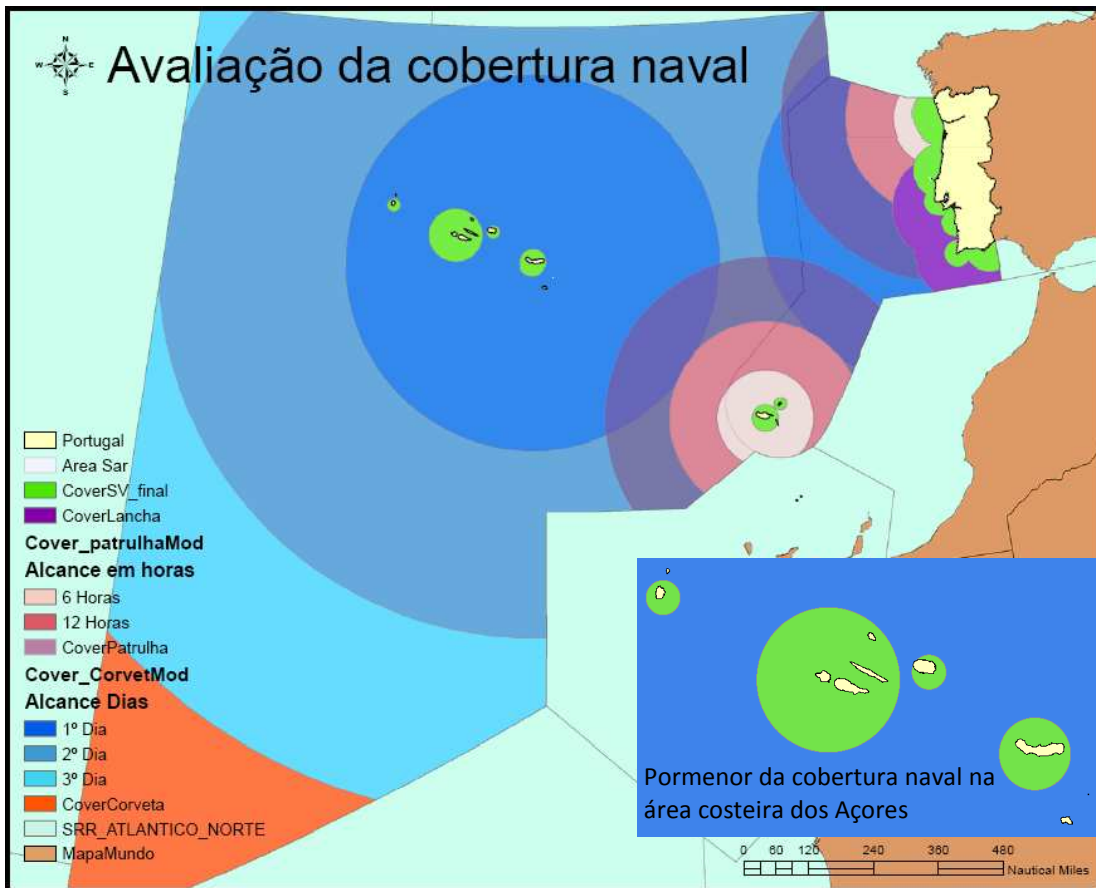 N
W E
S
Avaliação da cobertura naval
Portugal
Area Sar
CoverSV_final
CoverLancha
Cover_patrulhaMod
Alcance em horas
6 Horas
12 Horas
CoverPatrulha
Cover_CorvetMod
Alcance Dias
1º Dia
2º Dia
3º Dia
CoverCorveta
SRR_ATLANTICO_NORTE
MapaMundo
Pormenor da cobertura naval na
área costeira dos Açores
0 60 120 240 360 480
Nautical Miles